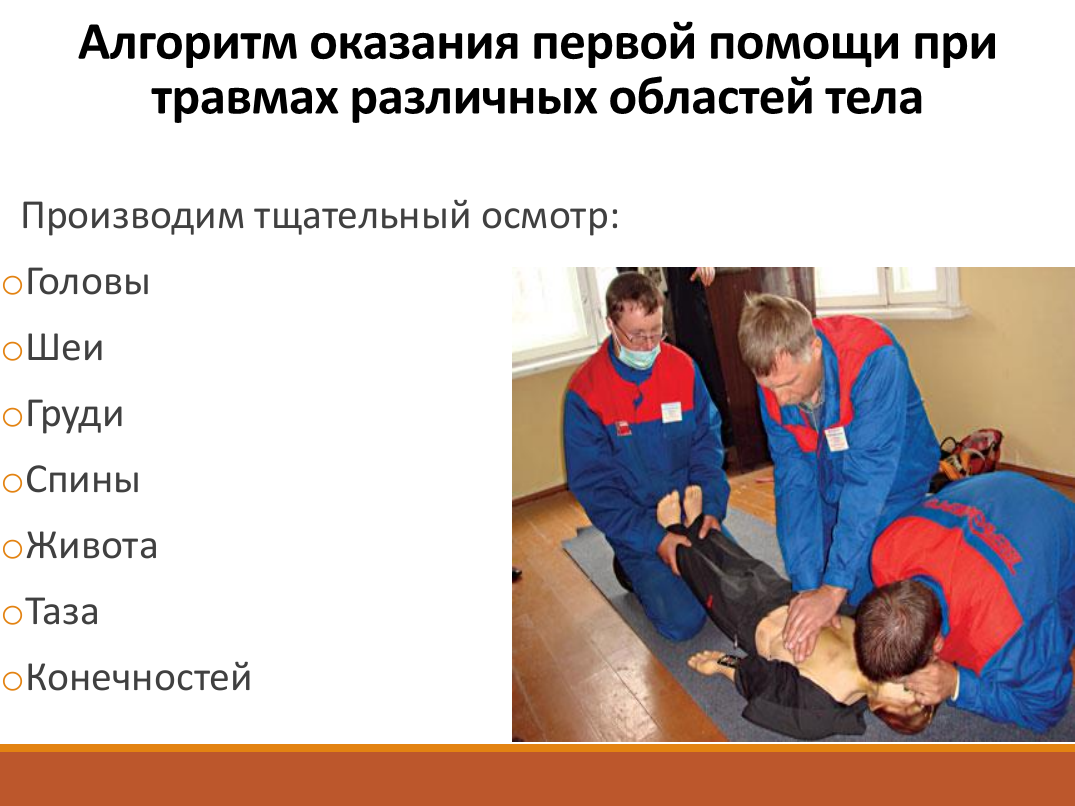 Алгоритм оказания первой помощи при
травмах различных областей тела
Производим тщательный осмотр:
Головы
Шеи
Груди
Спины
Живота
Таза
Конечностей